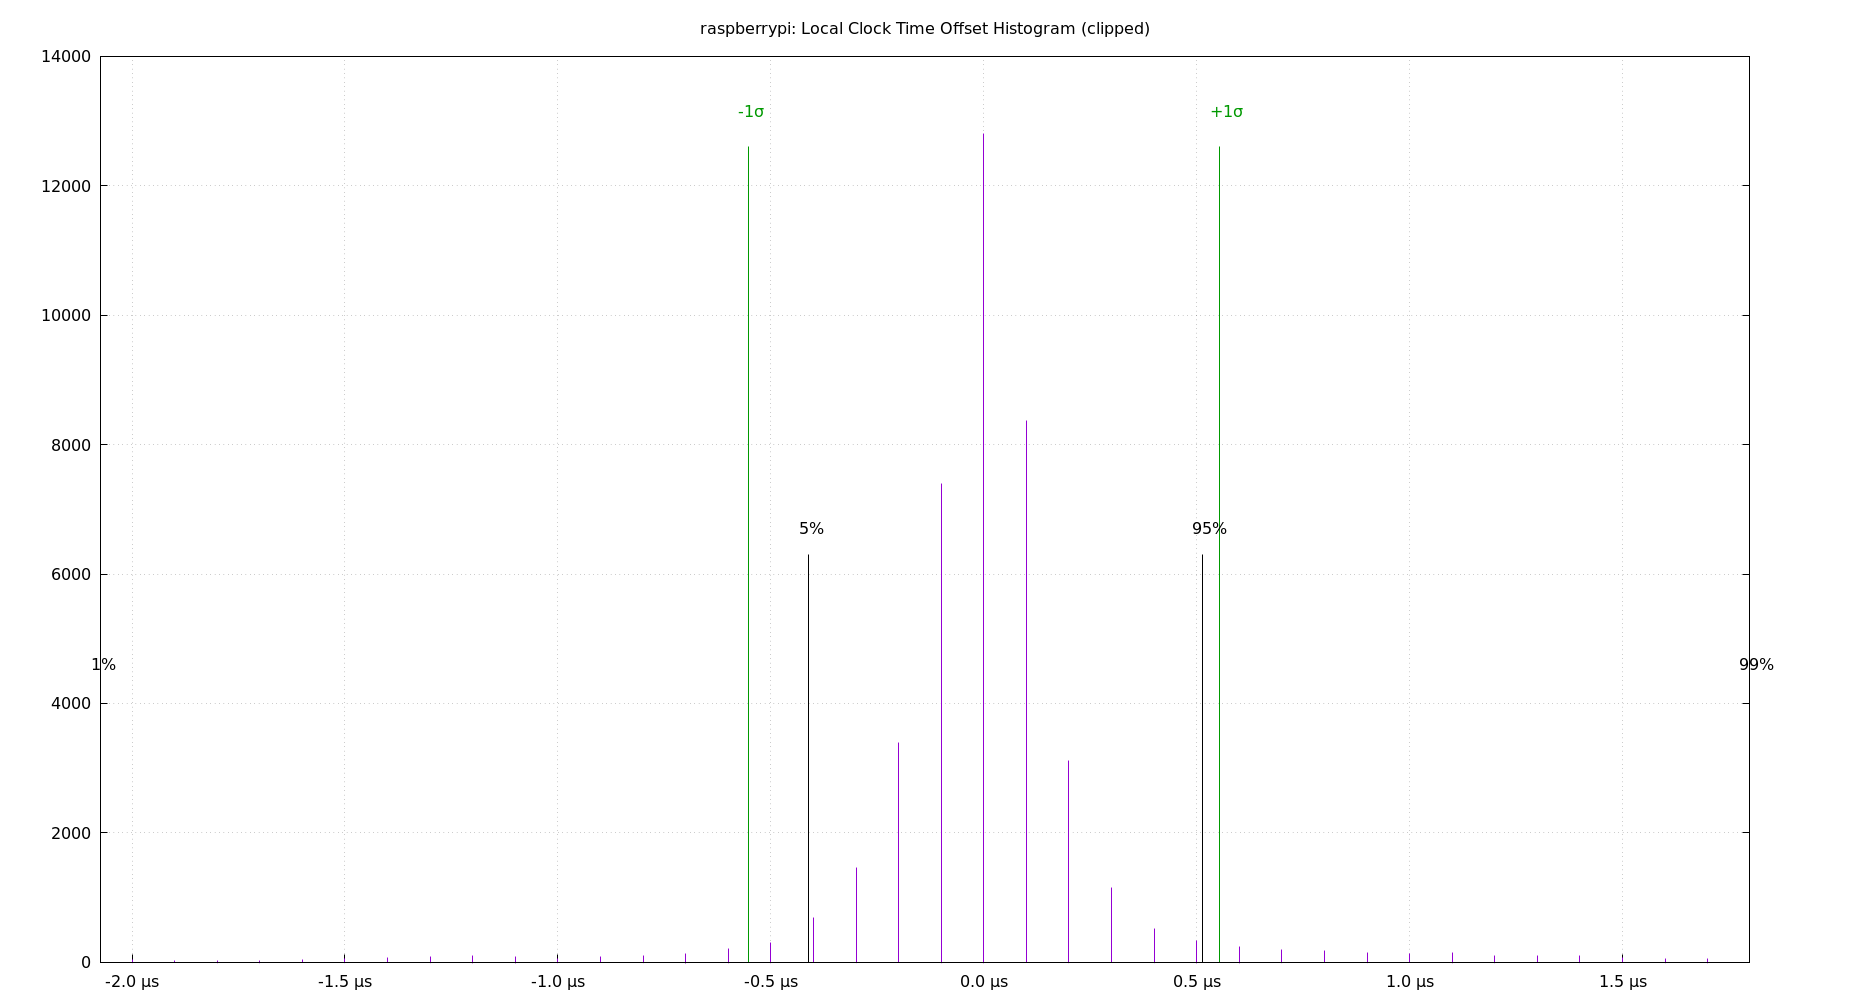 raspberrypi: Local Clock Time Offset Histogram (clipped)
14000
-1σ
+1σ
12000
10000
8000
5%
95%
6000
1%
99%
4000
2000
0
-2.0 µs
-1.5 µs
-1.0 µs
-0.5 µs
0.0 µs
0.5 µs
1.0 µs
1.5 µs